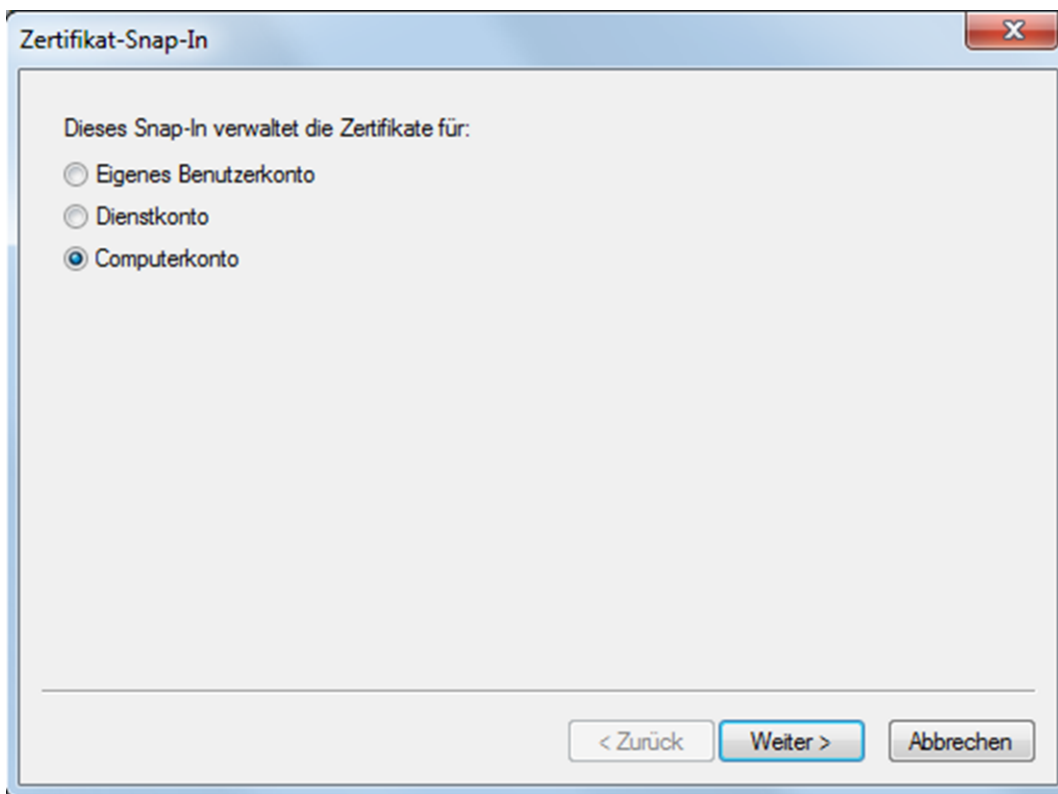 Zertifikat-Snap-In
Dieses Snap-In verwaltet die Zertifikate für:
Eigenes Benutzerkonto
Dienstkonto
Computerkonto
< Zurück
Weiter >
Abbrechen